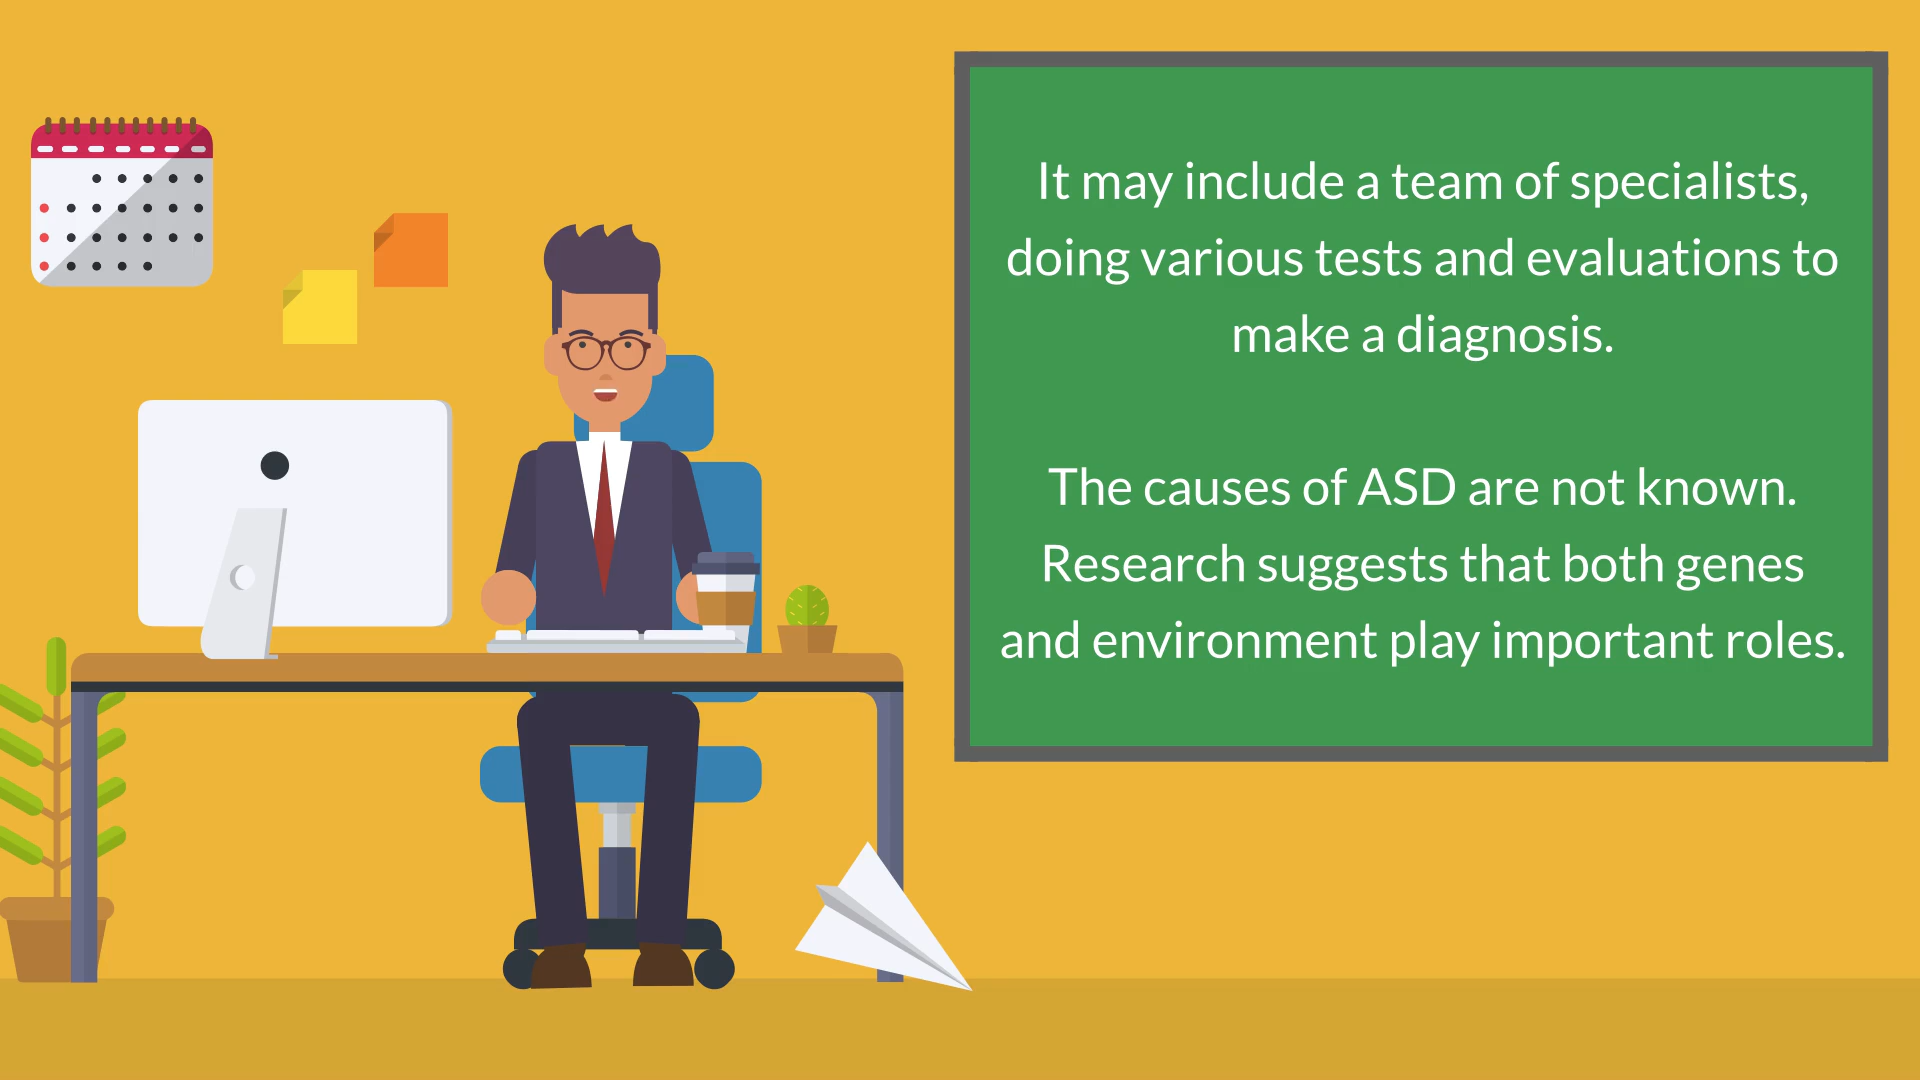 It may include a team of specialists,
doing various tests and evaluations to
make a diagnosis.
The causes of ASD are not known.
Research suggests that both genes
and environment play important roles.